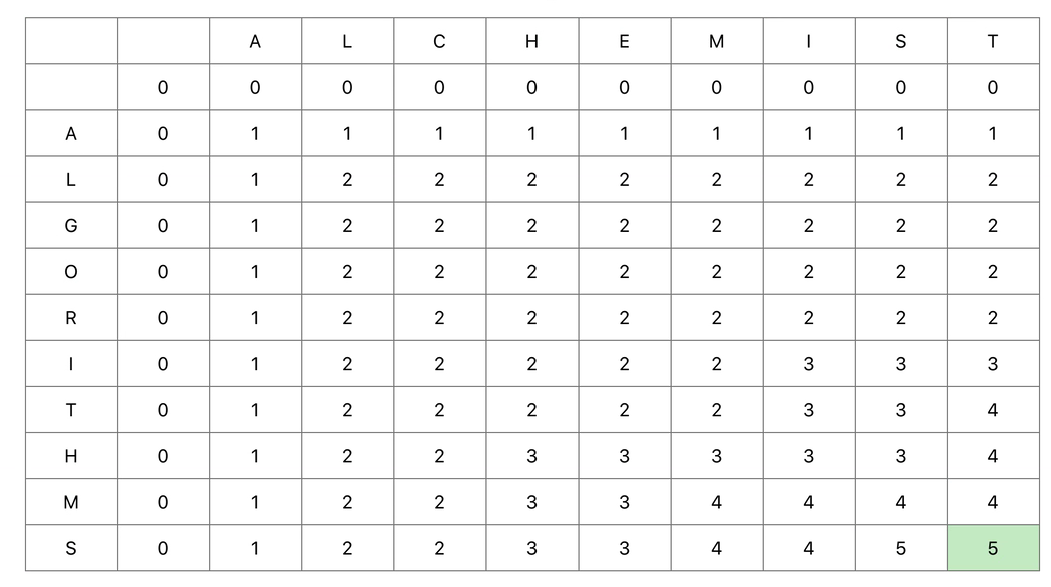 A L C H E M I S T
0 0 0 0 0 0 0 0 0 0
A 0 1 1 1 1 1 1 1 1 1
L 0 1 2 2 2 2 2 2 2 2
G 0 1 2 2 2 2 2 2 2 2
O 0 1 2 2 2 2 2 2 2 2
R 0 1 2 2 2 2 2 2 2 2
I 0 1 2 2 2 2 2 3 3 3
T 0 1 2 2 2 2 2 3 3 4
H 0 1 2 2 3 3 3 3 3 4
M 0 1 2 2 3 3 4 4 4 4
S 0 1 2 2 3 3 4 4 5 5